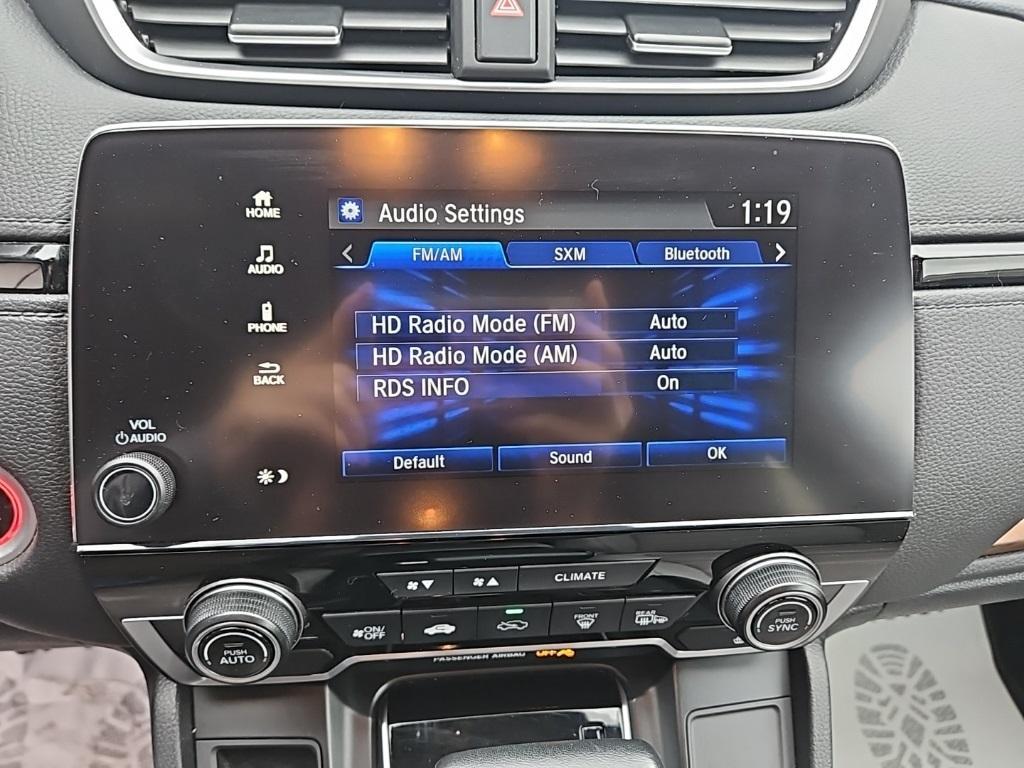 HOME
AUDIO
PHONE
BACK
VOL
AUDIO
Audio Settings 1:19
< FM/AM SXM Bluetooth >
HD Radio Mode (FM) Auto
HD Radio Mode (AM) Auto
RDS INFO On
Default Sound OK
CLIMATE
ON/OFF
FRONT
REAR
PUSH
AUTO
PUSH
SYNC
PASSENGER AIRBAG OFF